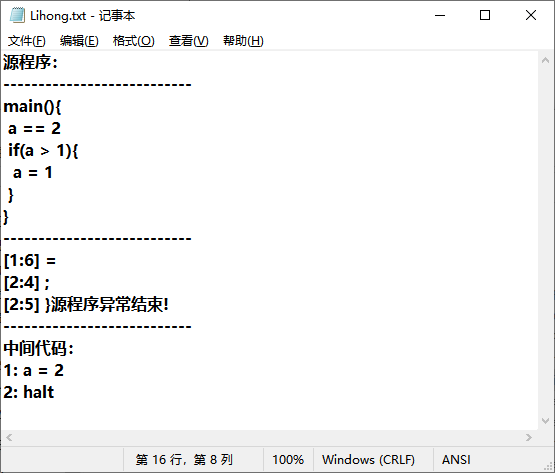 Lihong.txt - 记事本
文件(F) 编辑(E) 格式(O) 查看(V) 帮助(H)
源程序：
---------------------------
main(){
 a == 2
 if(a > 1){
  a = 1
 }
}
---------------------------
[1:6] =
[2:4] ;
[2:5] }源程序异常结束!
---------------------------
中间代码：
1: a = 2
2: halt
第 16 行，第 8 列 100% Windows (CRLF) ANSI